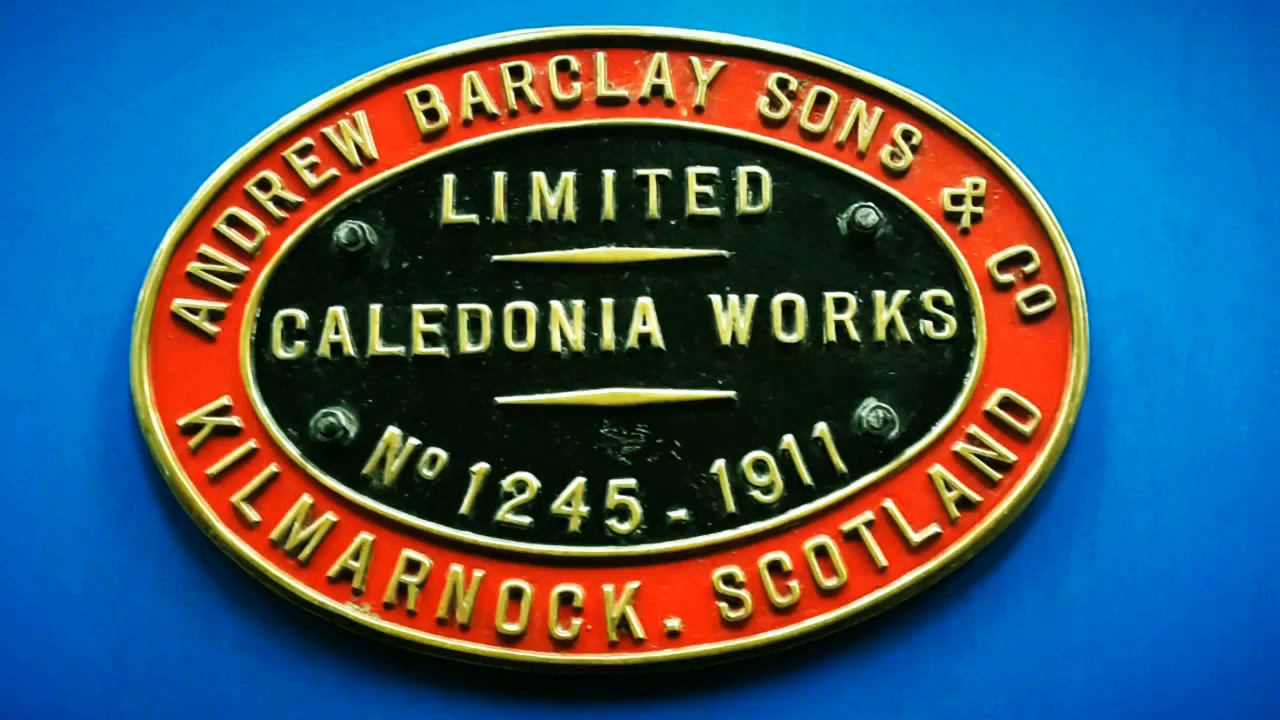 ANDREW BARCLAY SONS & CO
LIMITED
CALEDONIA WORKS
Nº 1245 - 1911
KILMARNOCK. SCOTLAND